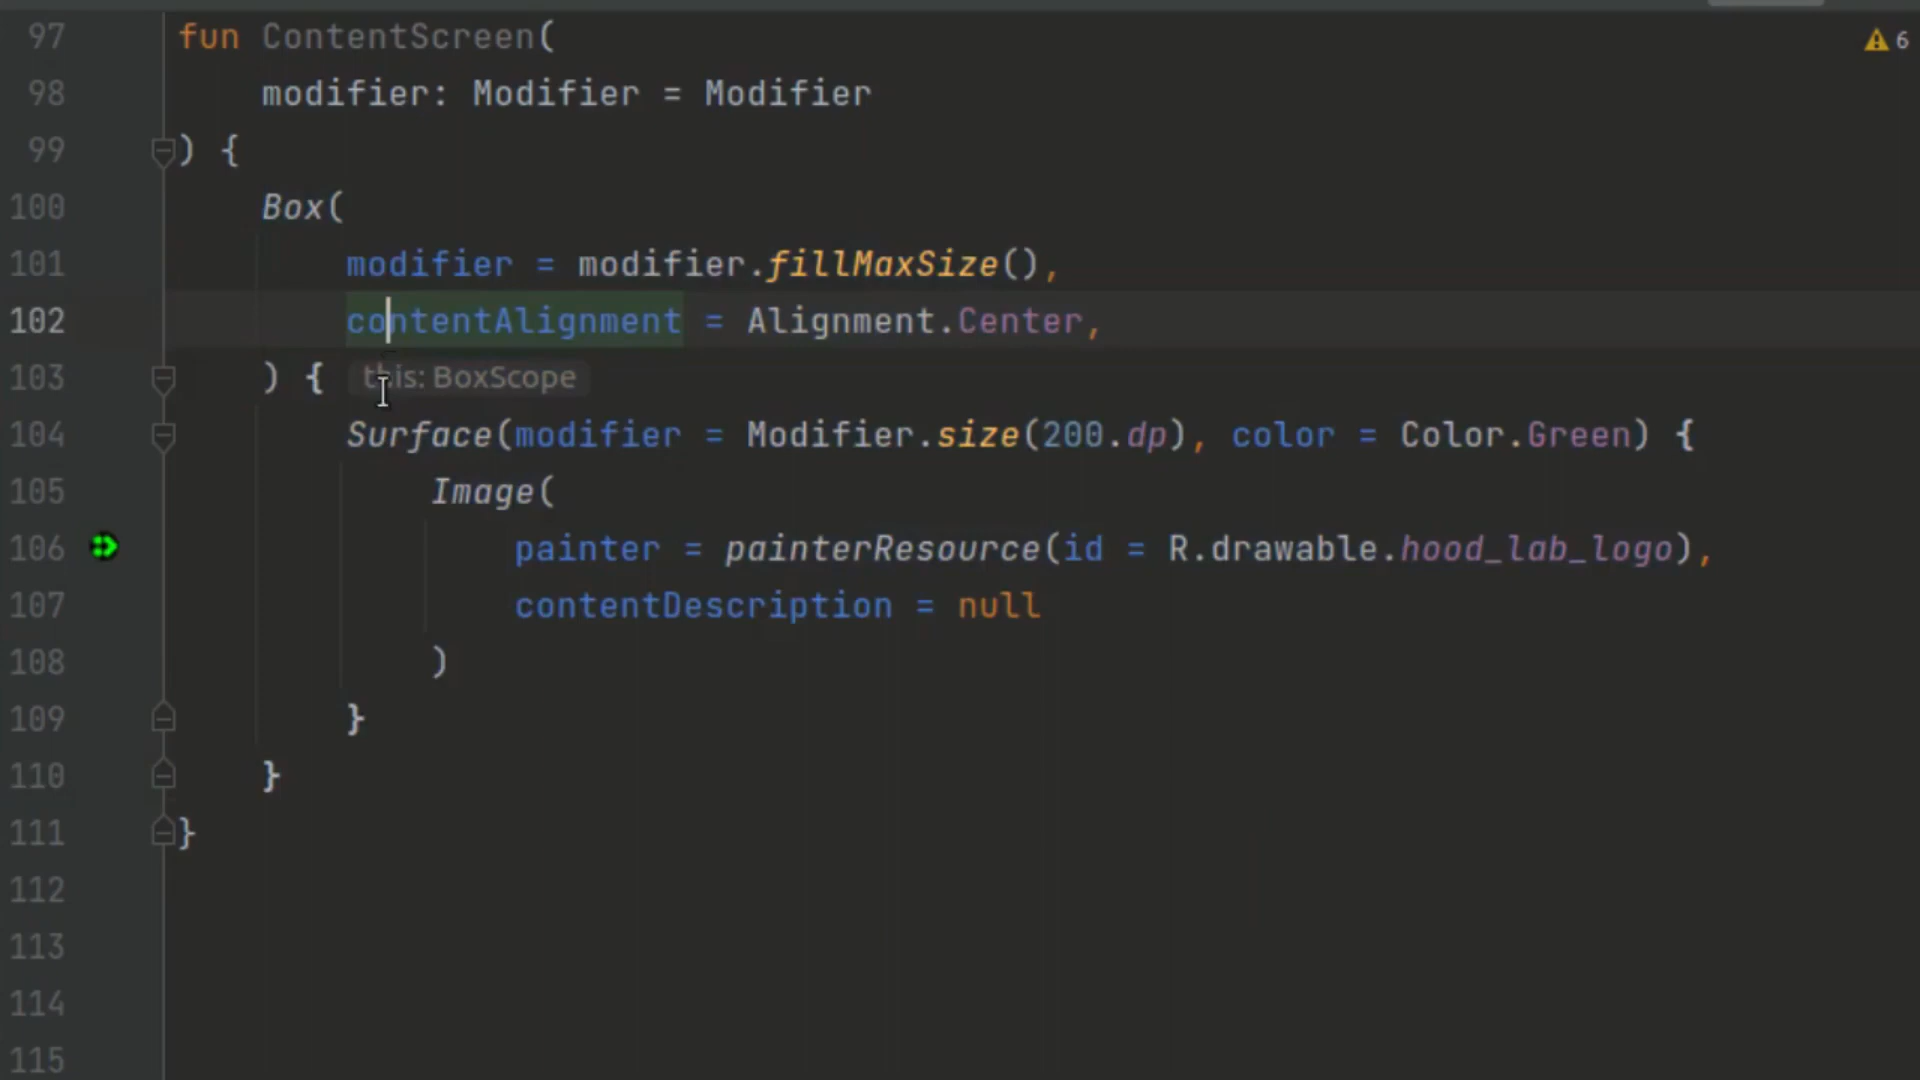 97 fun ContentScreen(
6
98 modifier: Modifier = Modifier
99 ) {
100 Box(
101 modifier = modifier.fillMaxSize(),
102 contentAlignment = Alignment.Center,
103 ) { this: BoxScope
104 Surface(modifier = Modifier.size(200.dp), color = Color.Green) {
105 Image(
106 painter = painterResource(id = R.drawable.hood_lab_logo),
107 contentDescription = null
108 )
109 }
110 }
111 }
112
113
114
115